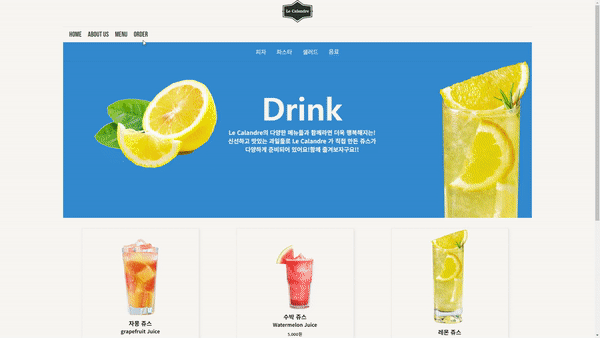 Le Calandre
HOME ABOUT US MENU ORDER
피자 파스타 샐러드 음료
Drink
Le Calandre의 다양한 메뉴들과 함께라면 더욱 행복해지는!
신선하고 맛있는 과일들로 Le Calandre 가 직접 만든 쥬스가
다양하게 준비되어 있어요!함께 즐겨보자구요!!
자몽 쥬스
grapefruit Juice
수박 쥬스
Watermelon Juice
5,000원
레몬 쥬스